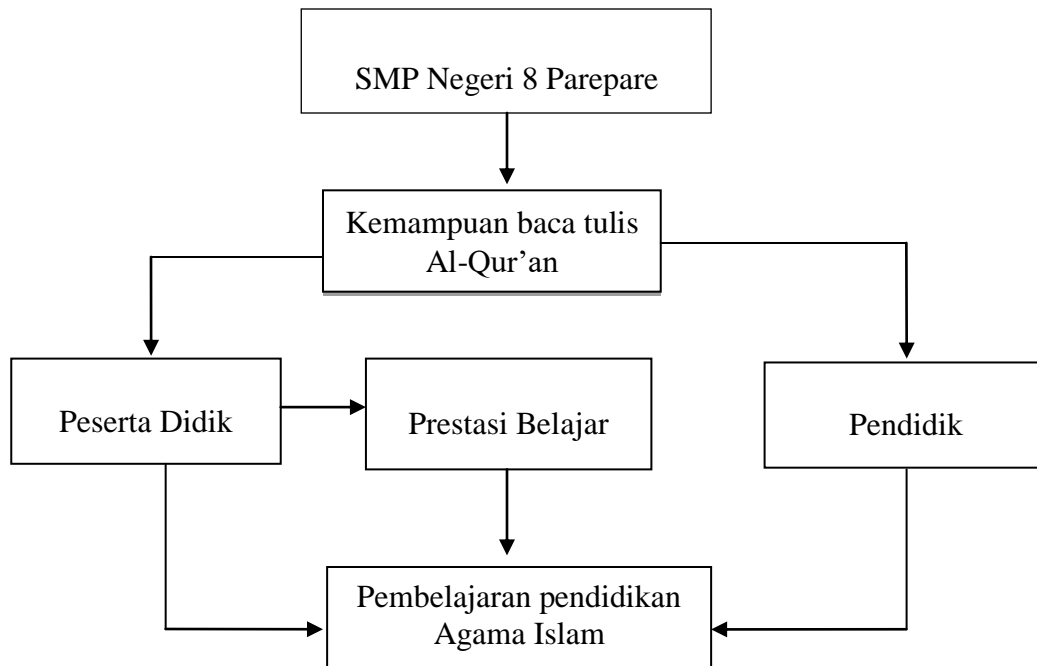 SMP Negeri 8 Parepare
Kemampuan baca tulis
Al-Qur’an
Peserta Didik
Prestasi Belajar
Pendidik
Pembelajaran pendidikan
Agama Islam